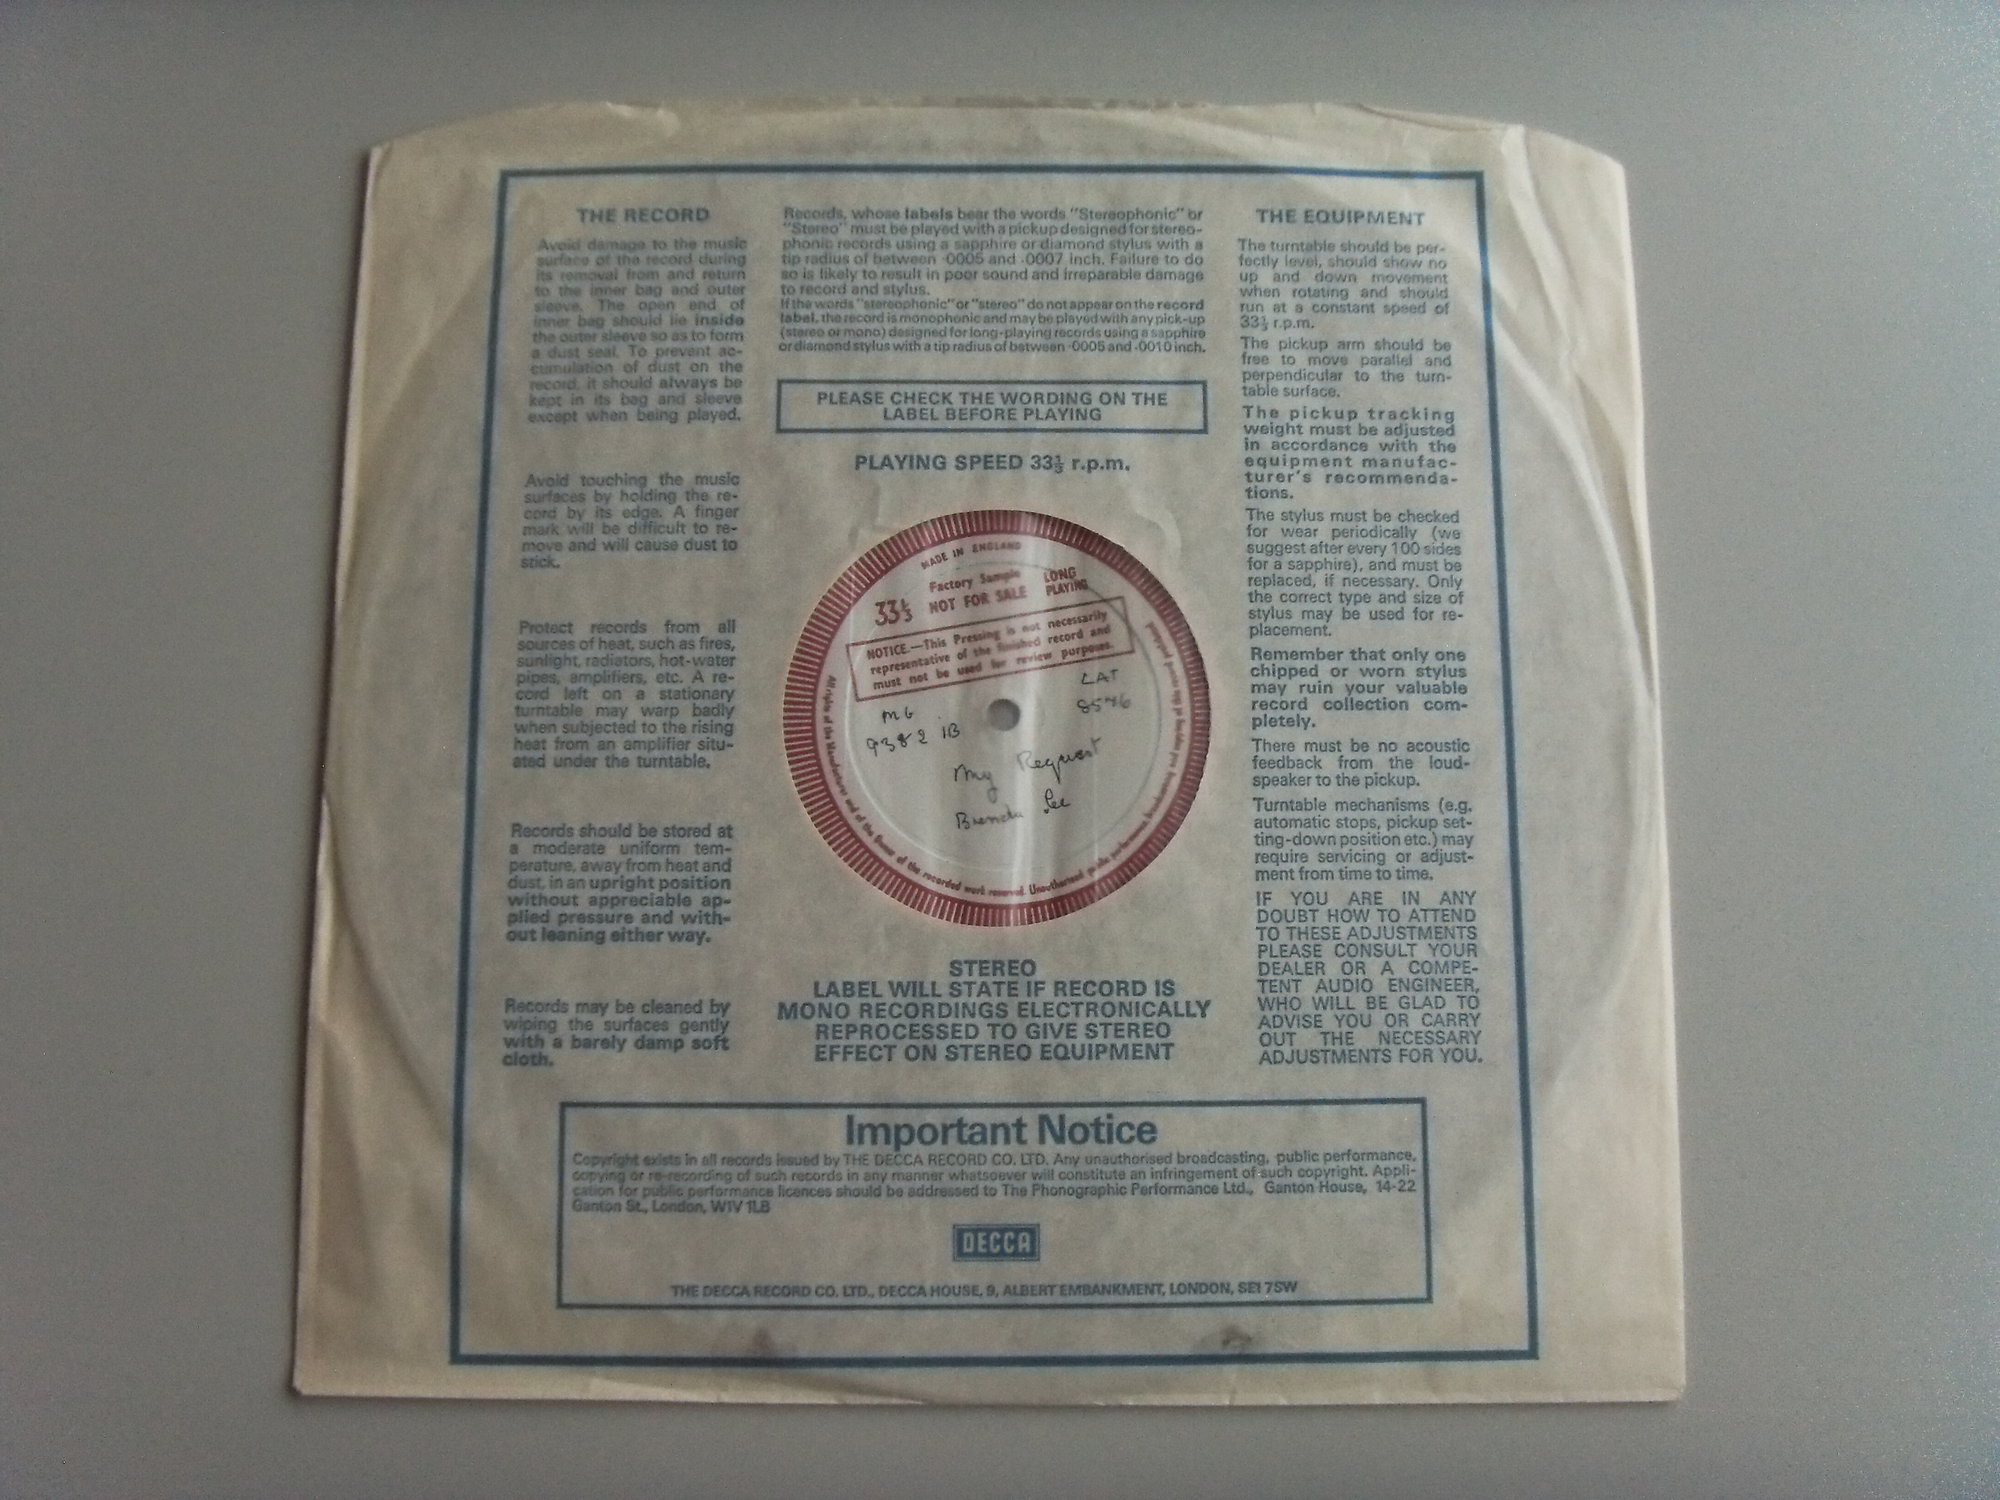 THE RECORD
Avoid damage to the music
surface of the record during
its removal from and return
to the inner bag and outer
sleeve. The open end of
inner bag should lie inside
the outer sleeve so as to form
a dust seal. To prevent ac-
cumulation of dust on the
record, it should always be
kept in its bag and sleeve
except when being played.
Avoid touching the music
surfaces by holding the re-
cord by its edge. A finger
mark will be difficult to re-
move and will cause dust to
stick.
Protect records from all
sources of heat, such as fires,
sunlight, radiators, hot-water
pipes, amplifiers, etc. A re-
cord left on a stationary
turntable may warp badly
when subjected to the rising
heat from an amplifier situ-
ated under the turntable.
Records should be stored at
a moderate uniform tem-
perature, away from heat and
dust, in an upright position
without appreciable ap-
plied pressure and with-
out leaning either way.
Records may be cleaned by
wiping the surfaces gently
with a barely damp soft
cloth.
Records, whose labels bear the words "Stereophonic" or
"Stereo" must be played with a pickup designed for stereo-
phonic records using a sapphire or diamond stylus with a
tip radius of between ·0005 and ·0007 inch. Failure to do
so is likely to result in poor sound and irreparable damage
to record and stylus.
If the words "stereophonic" or "stereo" do not appear on the record
label, the record is monophonic and may be played with any pick-up
(stereo or mono) designed for long-playing records using a sapphire
or diamond stylus with a tip radius of between ·0005 and ·0010 inch.
PLEASE CHECK THE WORDING ON THE
LABEL BEFORE PLAYING
PLAYING SPEED 33⅓ r.p.m.
MADE IN ENGLAND
Factory Sample
NOT FOR SALE
33⅓
LONG
PLAYING
NOTICE.—This Pressing is not necessarily
representative of the finished record and
must not be used for review purposes.
LAT
8576
MG
9382 1B
My Request
Brenda Lee
All rights of the Manufacturer and of the Owner of the recorded work reserved. Unauthorised public performance, broadcasting and copying of this record prohibited
STEREO
LABEL WILL STATE IF RECORD IS
MONO RECORDINGS ELECTRONICALLY
REPROCESSED TO GIVE STEREO
EFFECT ON STEREO EQUIPMENT
THE EQUIPMENT
The turntable should be per-
fectly level, should show no
up and down movement
when rotating and should
run at a constant speed of
33⅓ r.p.m.
The pickup arm should be
free to move parallel and
perpendicular to the turn-
table surface.
The pickup tracking
weight must be adjusted
in accordance with the
equipment manufac-
turer's recommenda-
tions.
The stylus must be checked
for wear periodically (we
suggest after every 100 sides
for a sapphire), and must be
replaced, if necessary. Only
the correct type and size of
stylus may be used for re-
placement.
Remember that only one
chipped or worn stylus
may ruin your valuable
record collection com-
pletely.
There must be no acoustic
feedback from the loud-
speaker to the pickup.
Turntable mechanisms (e.g.
automatic stops, pickup set-
ting-down position etc.) may
require servicing or adjust-
ment from time to time.
IF YOU ARE IN ANY
DOUBT HOW TO ATTEND
TO THESE ADJUSTMENTS
PLEASE CONSULT YOUR
DEALER OR A COMPE-
TENT AUDIO ENGINEER,
WHO WILL BE GLAD TO
ADVISE YOU OR CARRY
OUT THE NECESSARY
ADJUSTMENTS FOR YOU.
Important Notice
Copyright exists in all records issued by THE DECCA RECORD CO. LTD. Any unauthorised broadcasting, public performance,
copying or re-recording of such records in any manner whatsoever will constitute an infringement of such copyright. Appli-
cation for public performance licences should be addressed to The Phonographic Performance Ltd., Ganton House, 14-22
Ganton St., London, W1V 1LB
DECCA
THE DECCA RECORD CO. LTD., DECCA HOUSE, 9, ALBERT EMBANKMENT, LONDON, SE1 7SW